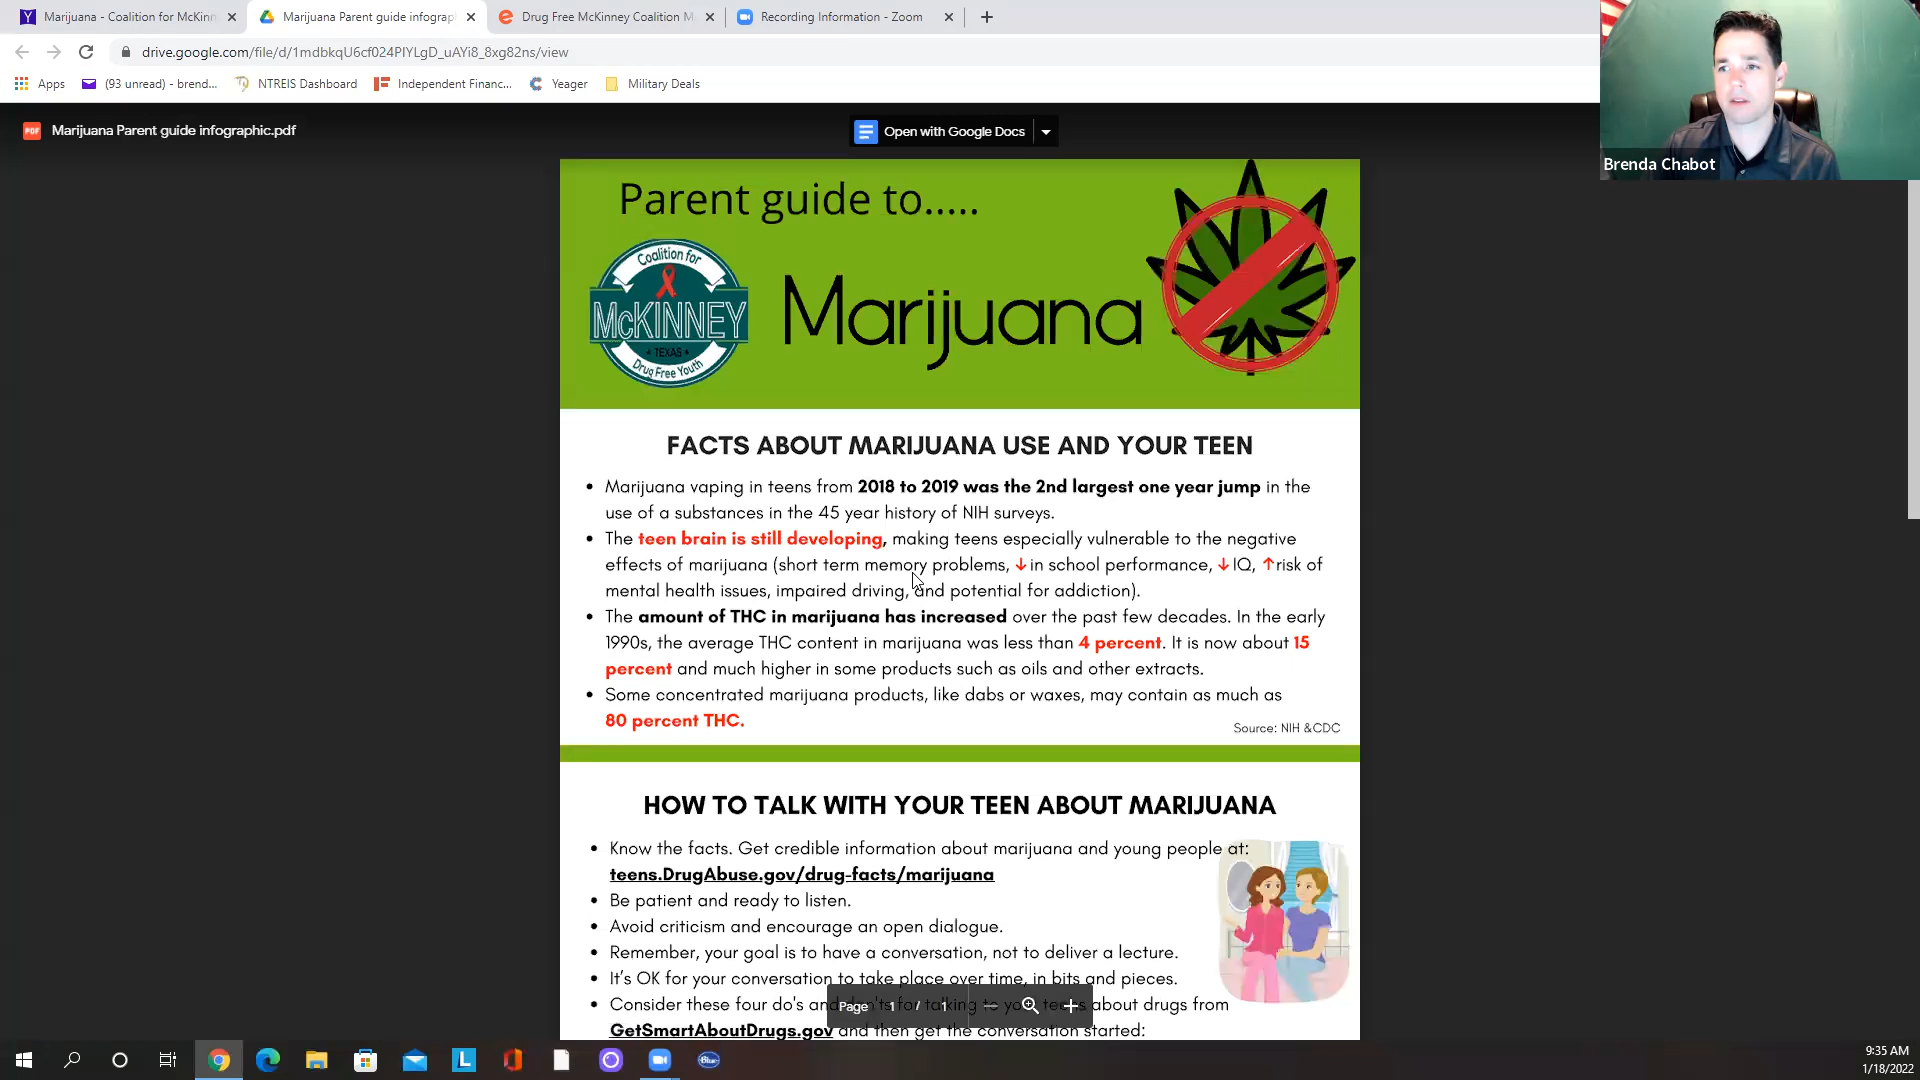 Marijuana - Coalition for McKinn
Marijuana Parent guide infograph
Drug Free McKinney Coalition M
Recording Information - Zoom
drive.google.com/file/d/1mdbkqU6cf024PIYLgD_uAYi8_8xg82ns/view
Apps
(93 unread) - brend...
NTREIS Dashboard
Independent Financ...
Yeager
Military Deals
Brenda Chabot
PDF
Marijuana Parent guide infographic.pdf
Open with Google Docs
Parent guide to.....
Coalition for
McKINNEY
TEXAS
Drug Free Youth
Marijuana
FACTS ABOUT MARIJUANA USE AND YOUR TEEN
• Marijuana vaping in teens from 2018 to 2019 was the 2nd largest one year jump in the
use of a substances in the 45 year history of NIH surveys.
• The teen brain is still developing, making teens especially vulnerable to the negative
effects of marijuana (short term memory problems, ↓ in school performance, ↓ IQ, ↑ risk of
mental health issues, impaired driving, and potential for addiction).
• The amount of THC in marijuana has increased over the past few decades. In the early
1990s, the average THC content in marijuana was less than 4 percent. It is now about 15
percent and much higher in some products such as oils and other extracts.
• Some concentrated marijuana products, like dabs or waxes, may contain as much as
80 percent THC.
Source: NIH &CDC
HOW TO TALK WITH YOUR TEEN ABOUT MARIJUANA
• Know the facts. Get credible information about marijuana and young people at:
teens.DrugAbuse.gov/drug-facts/marijuana
• Be patient and ready to listen.
• Avoid criticism and encourage an open dialogue.
• Remember, your goal is to have a conversation, not to deliver a lecture.
• It's OK for your conversation to take place over time, in bits and pieces.
• Consider these four do's and don'ts for talking to your teens about drugs from
Page 1 / 1
GetSmartAboutDrugs.gov and then get the conversation started:
Blue
9:35 AM
1/18/2022